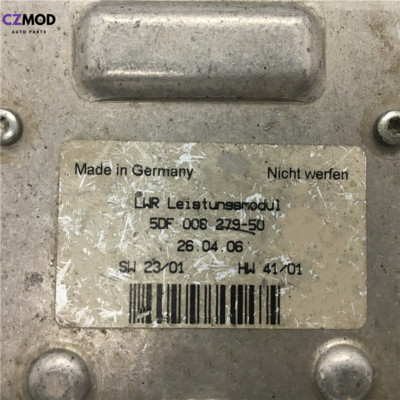 CZMOD
AUTO PARTS
Made in Germany Nicht werfen
LWR Leistungsmodul
5DF 008 279-50
26.04.06
SW 23/01 HW 41/01